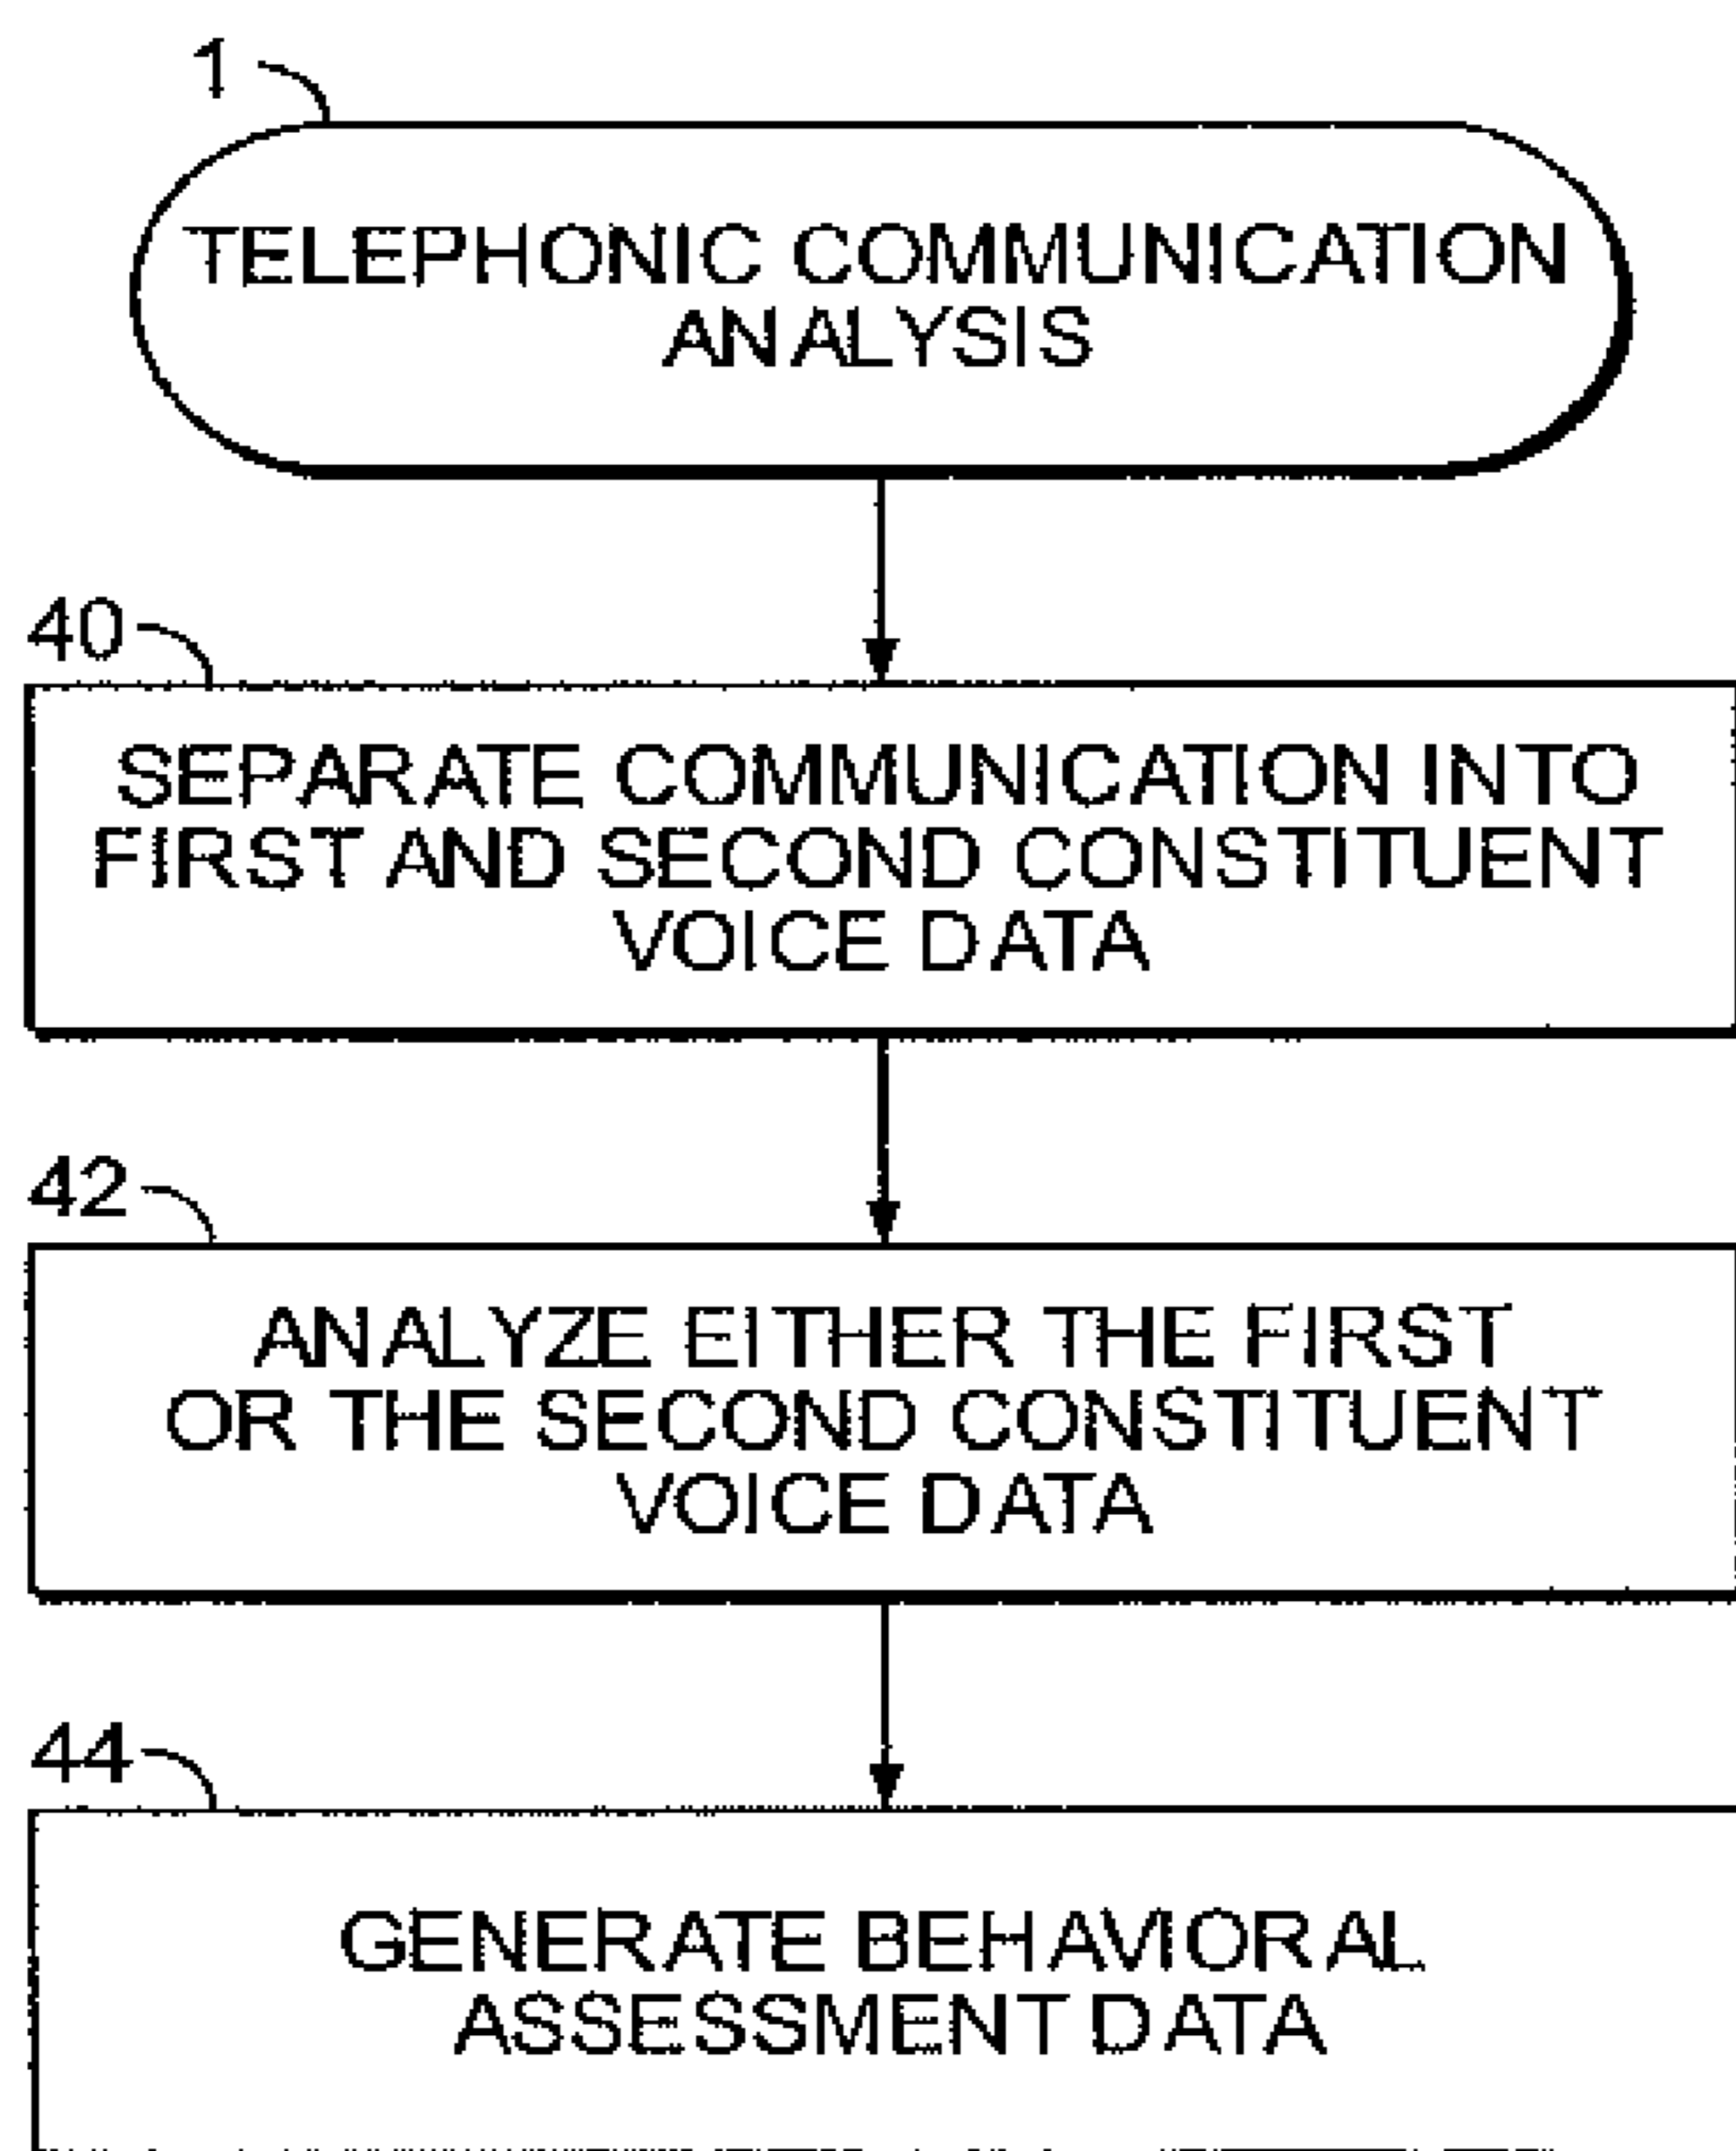 1
TELEPHONIC COMMUNICATION
ANALYSIS
40
SEPARATE COMMUNICATION INTO
FIRST AND SECOND CONSTITUENT
VOICE DATA
42
ANALYZE EITHER THE FIRST
OR THE SECOND CONSTITUENT
VOICE DATA
44
GENERATE BEHAVIORAL
ASSESSMENT DATA